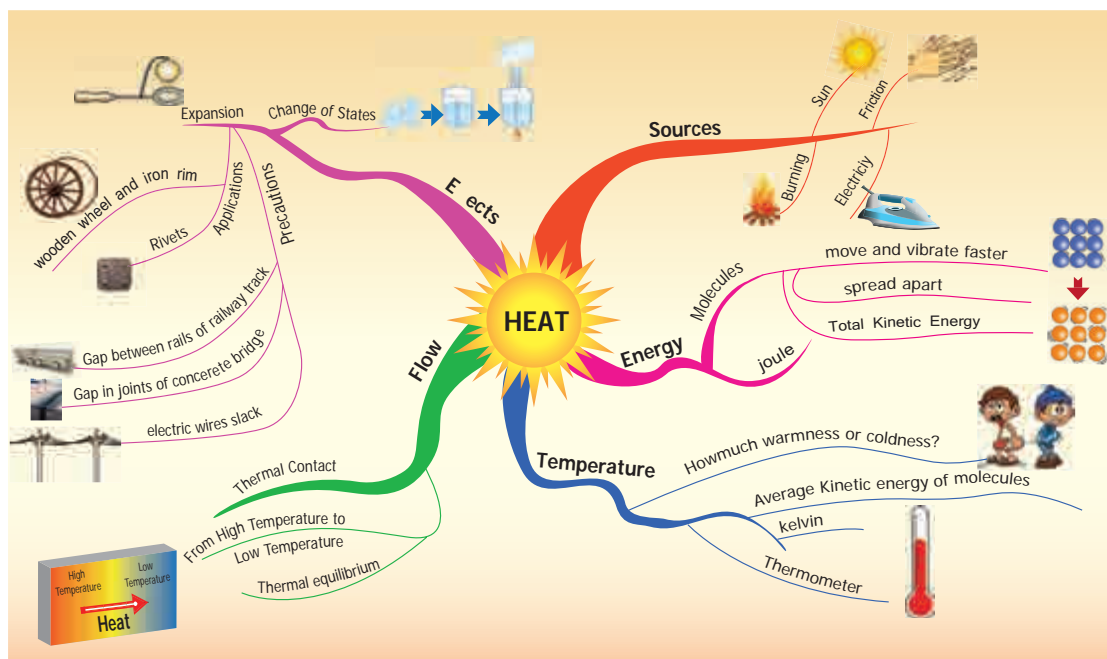 HEAT
Sources
Sun
Friction
Burning
Electricly
Energy
Molecules
move and vibrate faster
spread apart
Total Kinetic Energy
joule
Temperature
Howmuch warmness or coldness?
Average Kinetic energy of molecules
kelvin
Thermometer
Flow
Thermal Contact
From High Temperature to
Low Temperature
Thermal equilibrium
High
Temperature
Low
Temperature
Heat
E ects
Change of States
Expansion
Applications
wooden wheel and iron rim
Rivets
Precautions
Gap between rails of railway track
Gap in joints of concerete bridge
electric wires slack